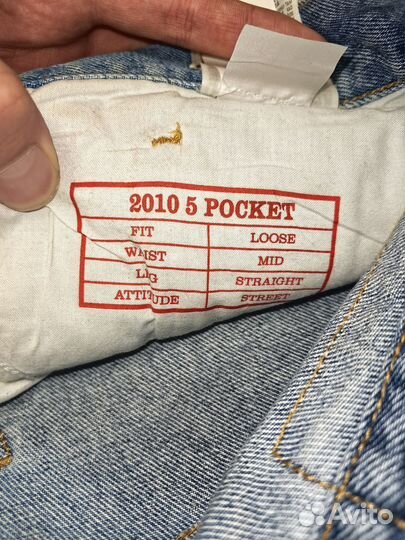 2010 5 POCKET
FIT LOOSE
WAIST MID
LEG STRAIGHT
ATTITUDE STREET
Avito